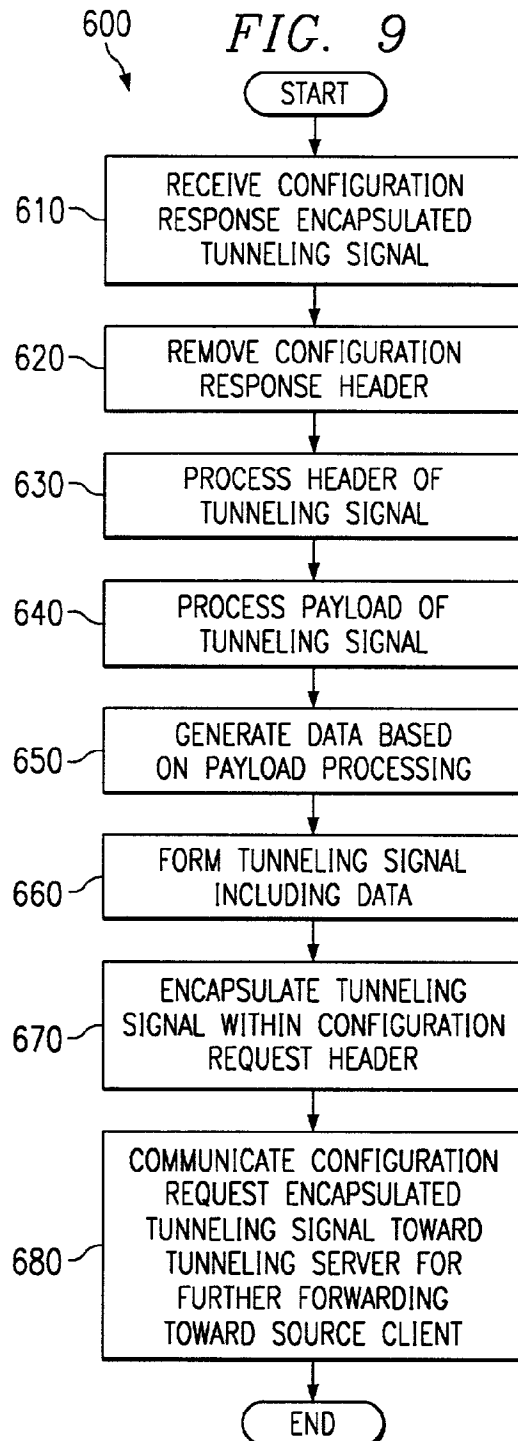 600
FIG. 9
START
610
RECEIVE CONFIGURATION
RESPONSE ENCAPSULATED
TUNNELING SIGNAL
620
REMOVE CONFIGURATION
RESPONSE HEADER
630
PROCESS HEADER OF
TUNNELING SIGNAL
640
PROCESS PAYLOAD OF
TUNNELING SIGNAL
650
GENERATE DATA BASED
ON PAYLOAD PROCESSING
660
FORM TUNNELING SIGNAL
INCLUDING DATA
670
ENCAPSULATE TUNNELING
SIGNAL WITHIN CONFIGURATION
REQUEST HEADER
680
COMMUNICATE CONFIGURATION
REQUEST ENCAPSULATED
TUNNELING SIGNAL TOWARD
TUNNELING SERVER FOR
FURTHER FORWARDING
TOWARD SOURCE CLIENT
END